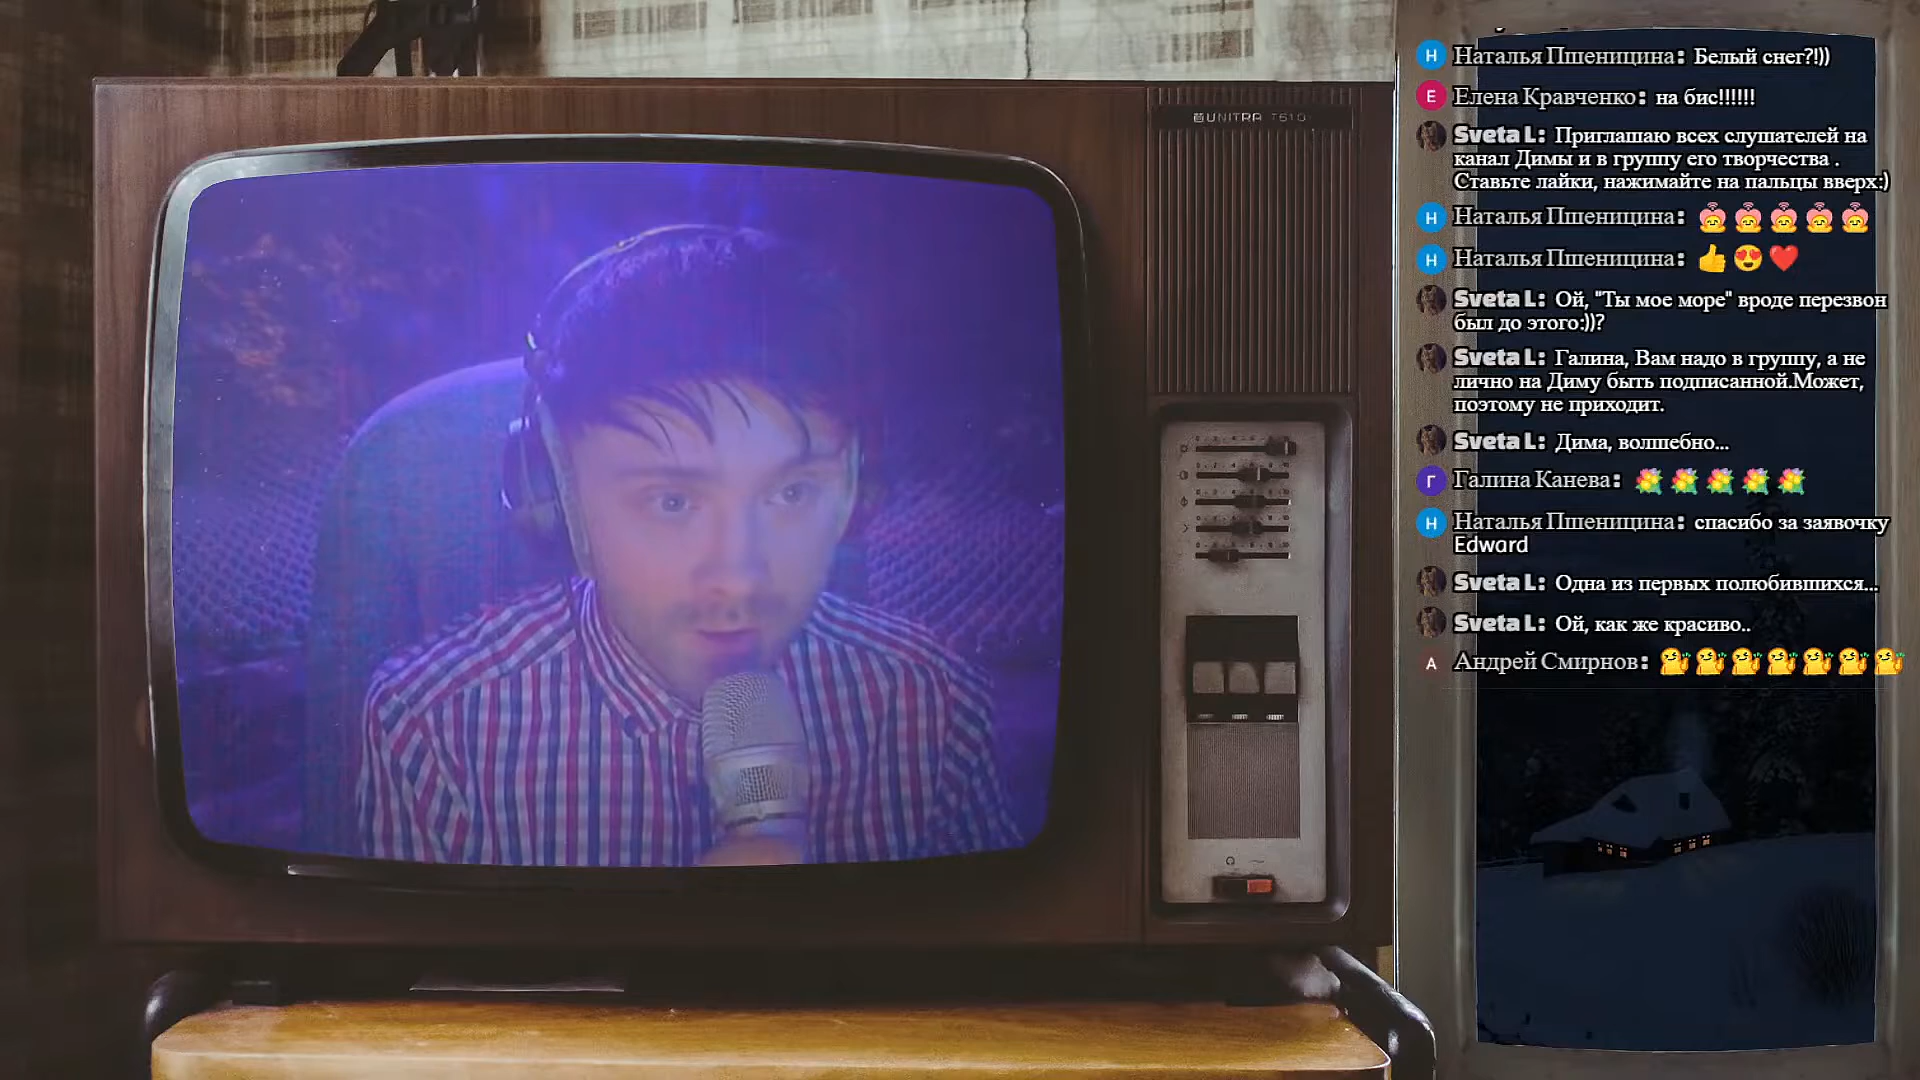 UNITRA T510
Наталья Пшеницина: Белый снег?!))
Елена Кравченко: на бис!!!!!!
Sveta L: Приглашаю всех слушателей на
канал Димы и в группу его творчества .
Ставьте лайки, нажимайте на пальцы вверх:)
Наталья Пшеницина:
Наталья Пшеницина: 👍😍❤️
Sveta L: Ой, "Ты мое море" вроде перезвон
был до этого:))?
Sveta L: Галина, Вам надо в группу, а не
лично на Диму быть подписанной.Может,
поэтому не приходит.
Sveta L: Дима, волшебно...
Галина Канева: 💐💐💐💐💐
Наталья Пшеницина: спасибо за заявочку
Edward
Sveta L: Одна из первых полюбившихся...
Sveta L: Ой, как же красиво..
Андрей Смирнов: